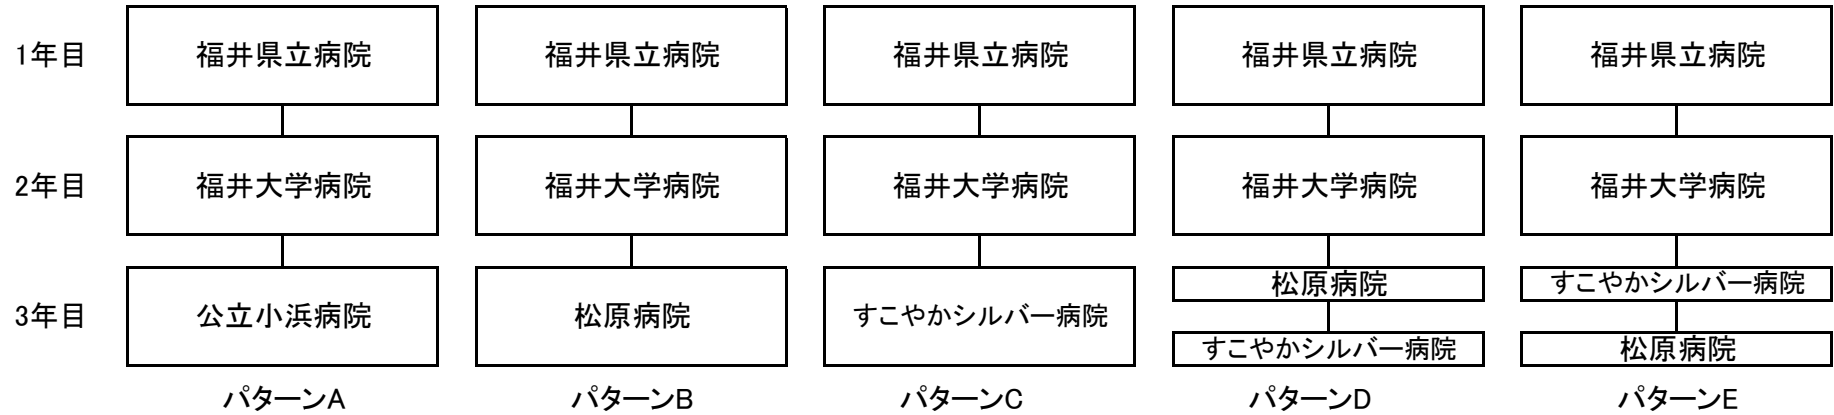 1年目 福井県立病院 福井県立病院 福井県立病院 福井県立病院 福井県立病院
2年目 福井大学病院 福井大学病院 福井大学病院 福井大学病院 福井大学病院
松原病院 すこやかシルバー病院
3年目 公立小浜病院 松原病院 すこやかシルバー病院
すこやかシルバー病院 松原病院
パターンA パターンB パターンC パターンD パターンE